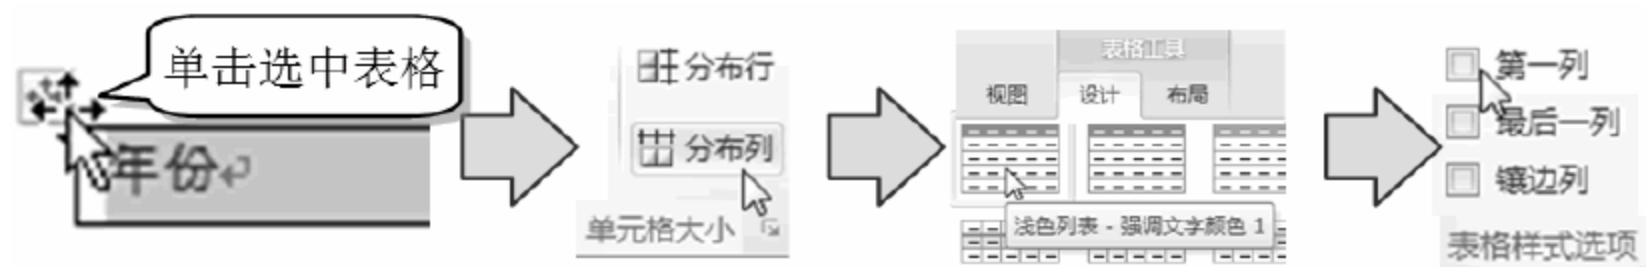 单击选中表格
年份
分布行
分布列
单元格大小
表格工具
视图 设计 布局
浅色列表 - 强调文字颜色 1
第一列
最后一列
镶边列
表格样式选项